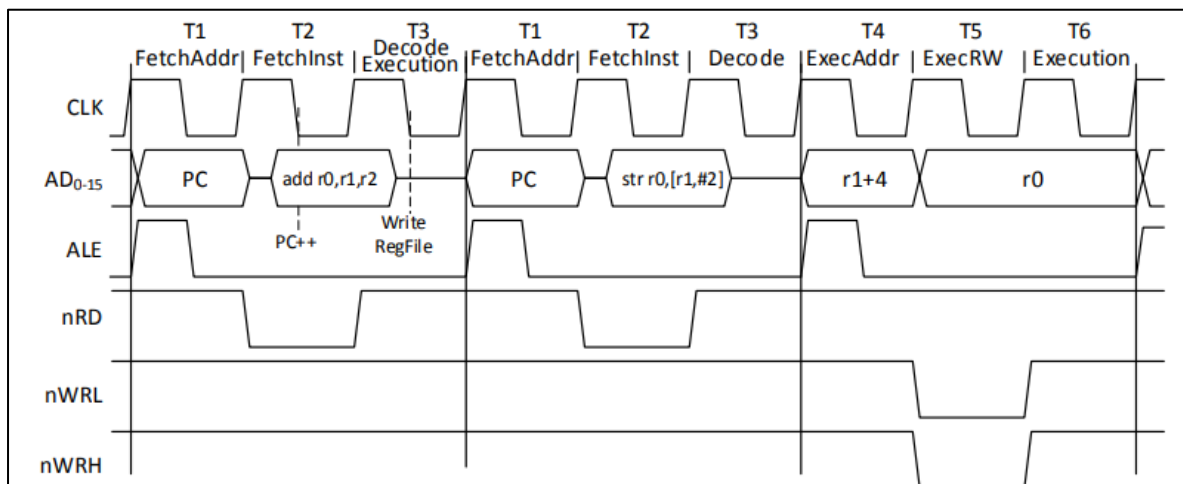 T1 T2 T3 T1 T2 T3 T4 T5 T6
FetchAddr FetchInst Decode Execution FetchAddr FetchInst Decode ExecAddr ExecRW Execution
CLK
AD0-15 PC add r0,r1,r2 PC str r0,[r1,#2] r1+4 r0
PC++ Write RegFile
ALE
nRD
nWRL
nWRH